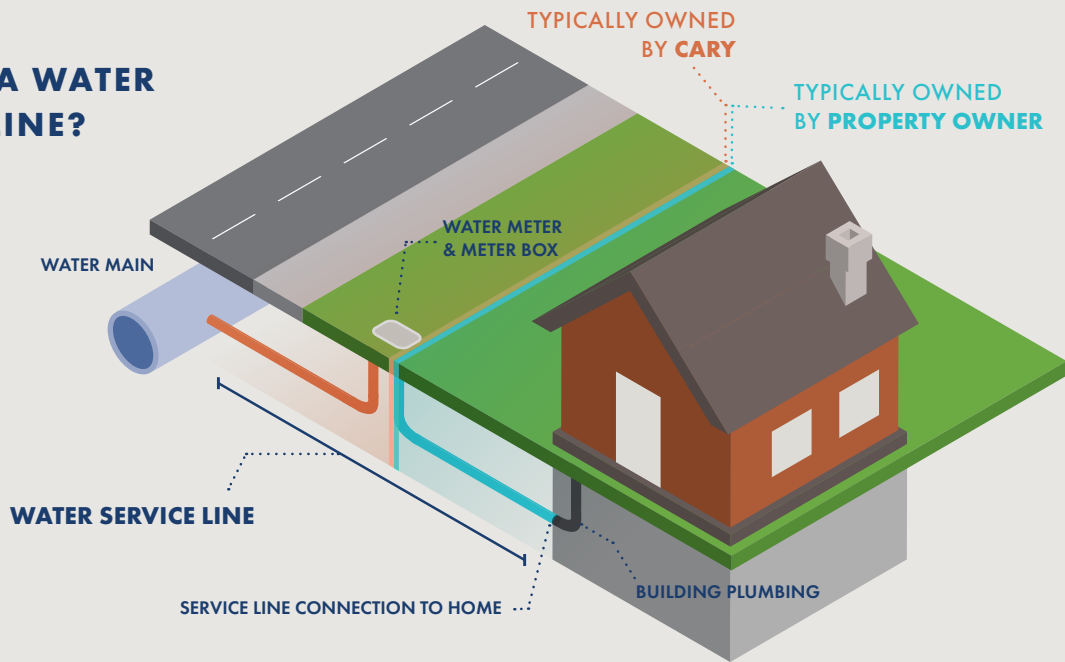 A WATER
LINE?
TYPICALLY OWNED
BY CARY
TYPICALLY OWNED
BY PROPERTY OWNER
WATER METER
& METER BOX
WATER MAIN
WATER SERVICE LINE
SERVICE LINE CONNECTION TO HOME
BUILDING PLUMBING